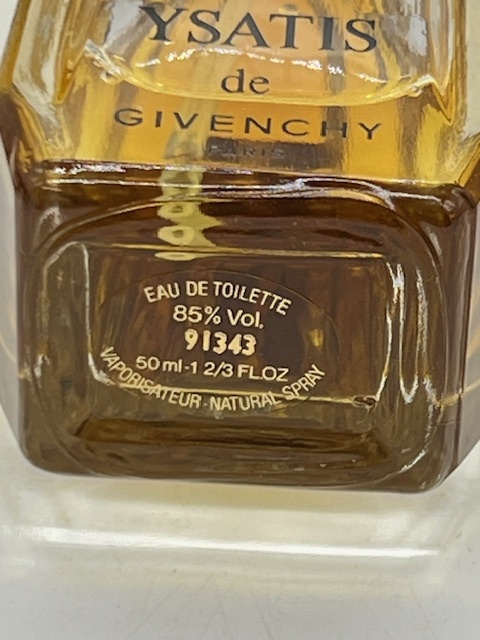 YSATIS
de
GIVENCHY
PARIS
EAU DE TOILETTE
85% Vol.
91343
50 ml-1 2/3 FL.OZ
VAPORISATEUR-NATURAL SPRAY